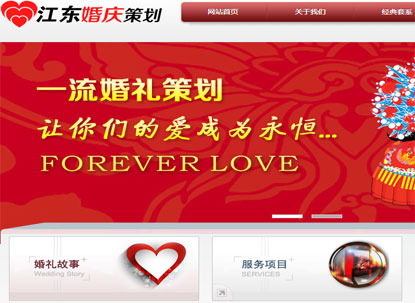 江东婚庆策划
网站首页 关于我们 经典套系
一流婚礼策划
让你们的爱成为永恒...
FOREVER LOVE
婚礼故事
Wedding Story
服务项目
SERVICES